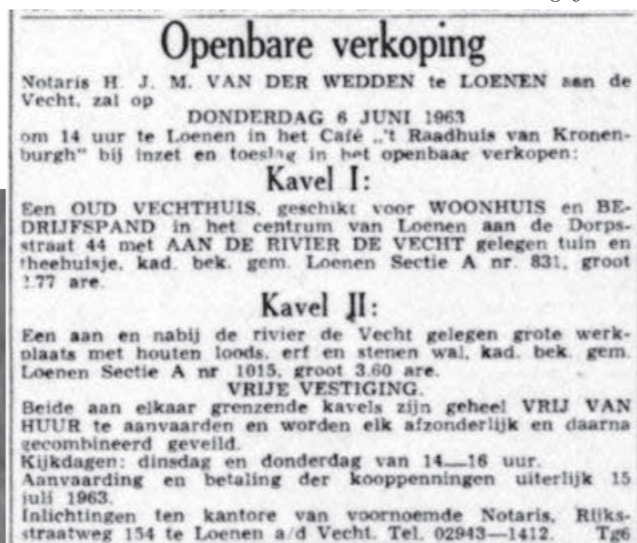 Openbare verkoping
Notaris H. J. M. VAN DER WEDDEN te LOENEN aan de
Vecht, zal op
DONDERDAG 6 JUNI 1963
om 14 uur te Loenen in het Café „'t Raadhuis van Kronen-
burgh" bij inzet en toeslag in het openbaar verkopen:
Kavel I:
Een OUD VECHTHUIS, geschikt voor WOONHUIS en BE-
DRIJFSPAND in het centrum van Loenen aan de Dorps-
straat 44 met AAN DE RIVIER DE VECHT gelegen tuin en
theehuisje, kad. bek. gem. Loenen Sectie A nr. 831, groot
.77 are.
Kavel II:
Een aan en nabij de rivier de Vecht gelegen grote werk-
plaats met houten loods, erf en stenen wal, kad. bek. gem.
Loenen Sectie A nr 1015, groot 3.60 are.
VRIJE VESTIGING.
Beide aan elkaar grenzende kavels zijn geheel VRIJ VAN
HUUR te aanvaarden en worden elk afzonderlijk en daarna
gecombineerd geveild.
Kijkdagen: dinsdag en donderdag van 14—16 uur.
Aanvaarding en betaling der kooppenningen uiterlijk 15
juli 1963.
Inlichtingen ten kantore van voornoemde Notaris, Rijks-
straatweg 154 te Loenen a/d Vecht. Tel. 02943—1412. Tg6